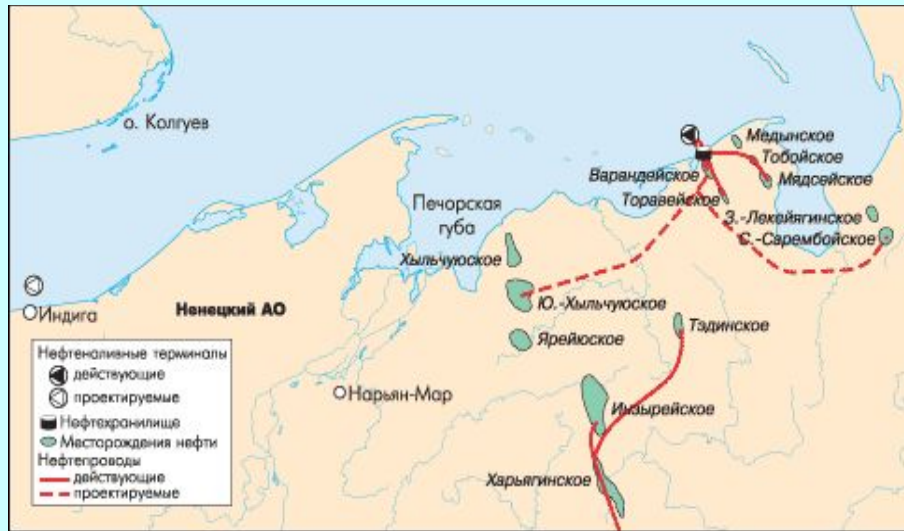 о. Колгуев
Медынское
Тобойское
Варандейское
Мядсейское
Торавейское
Печорская
губа
З.-Лекейягинское
С.-Сарембойское
Хыльчуюское
Индига
Ненецкий АО
Ю.-Хыльчуюское
Тэдинское
Ярейюское
Нарьян-Мар
Инзырейское
Харьягинское
Нефтеналивные терминалы
действующие
проектируемые
Нефтехранилище
Месторождения нефти
Нефтепроводы
действующие
проектируемые